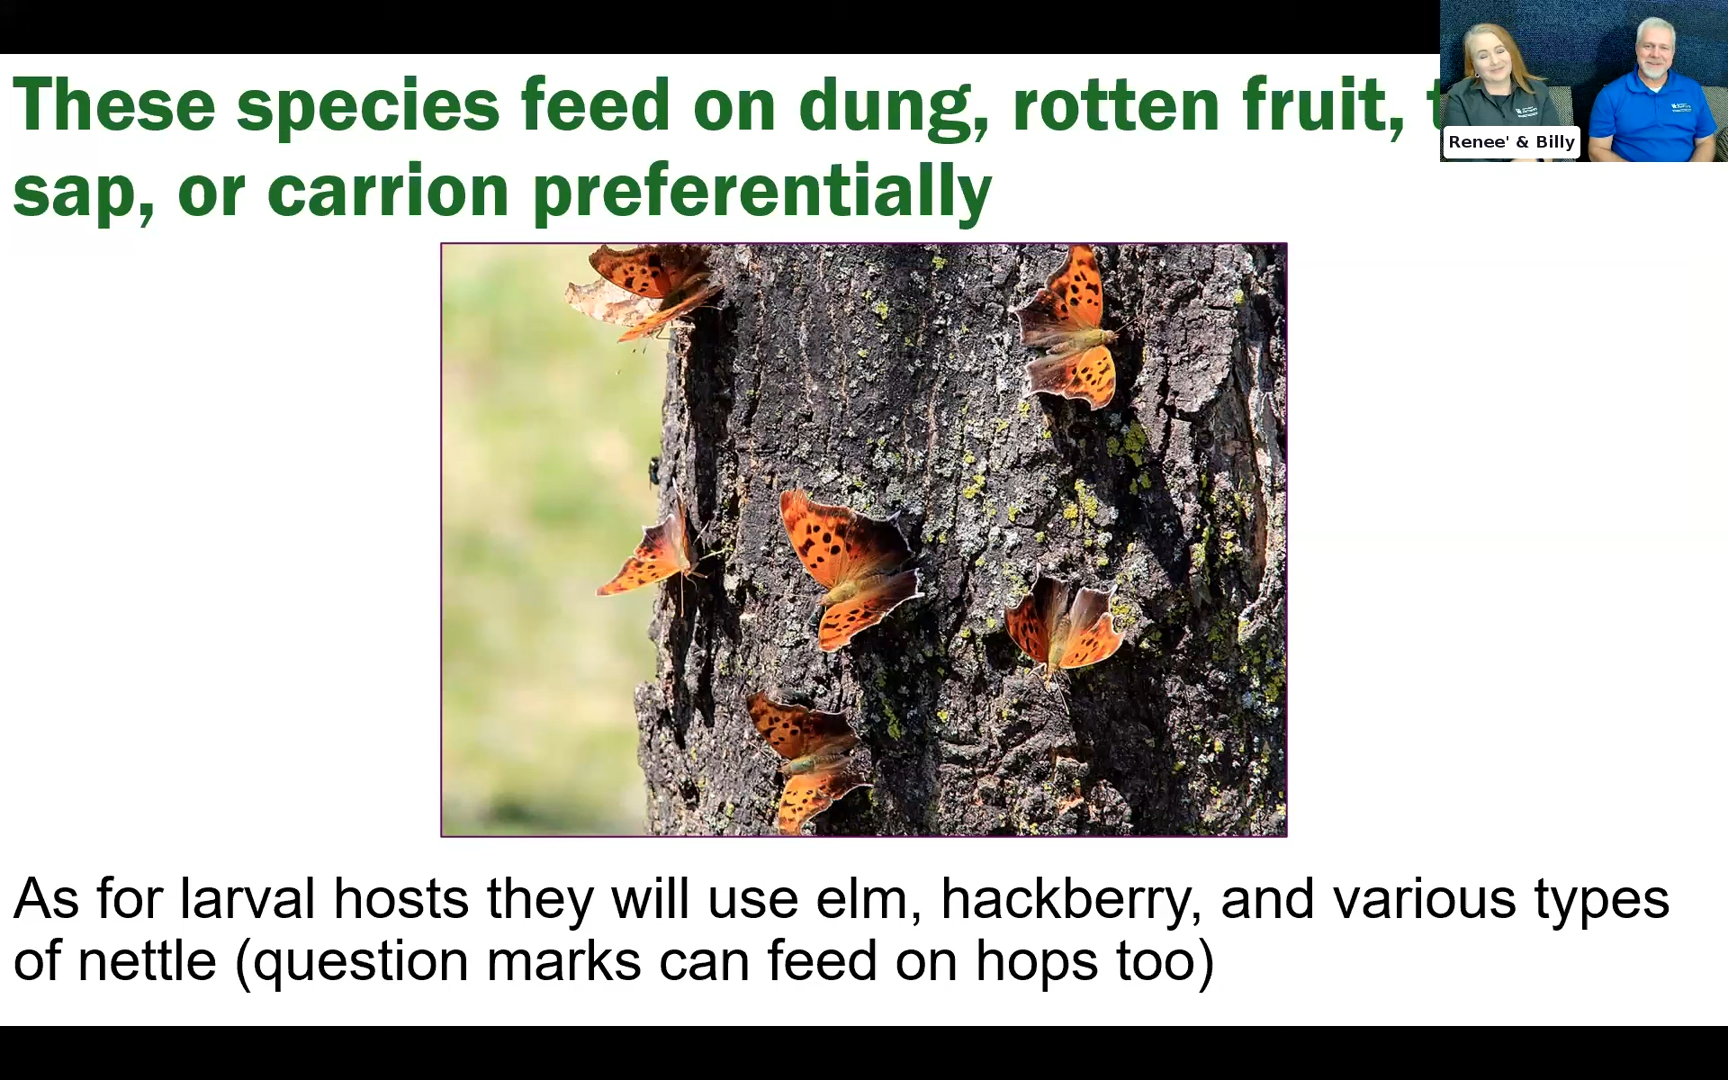 These species feed on dung, rotten fruit,
sap, or carrion preferentially
Renee' & Billy
As for larval hosts they will use elm, hackberry, and various types
of nettle (question marks can feed on hops too)